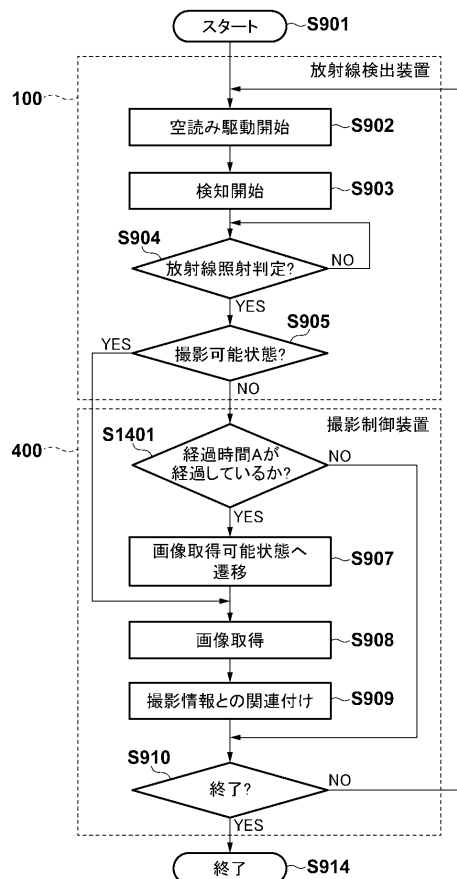 スタート
S901
放射線検出装置
100
空読み駆動開始
S902
検知開始
S903
S904
放射線照射判定?
NO
YES
S905
YES
撮影可能状態?
NO
撮影制御装置
400
S1401
経過時間Aが
経過しているか?
NO
YES
画像取得可能状態へ
遷移
S907
画像取得
S908
撮影情報との関連付け
S909
S910
終了?
NO
YES
終了
S914